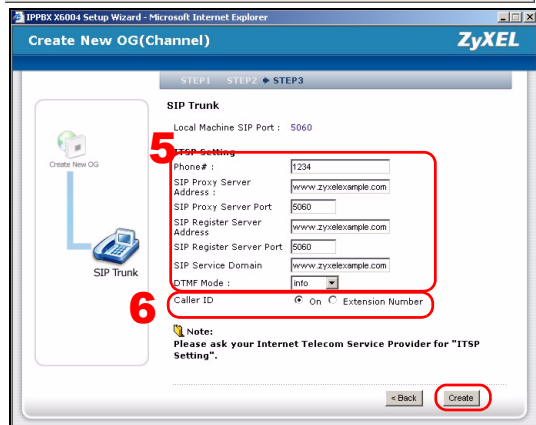 IPPBX X6004 Setup Wizard - Microsoft Internet Explorer
Create New OG(Channel)
ZyXEL
STEP1 STEP2 STEP3
SIP Trunk
Local Machine SIP Port : 5060
5
ITSP Setting
Create New OG
Phone# : 1234
SIP Proxy Server Address : www.zyxelexample.com
SIP Proxy Server Port 5060
SIP Register Server Address www.zyxelexample.com
SIP Register Server Port 5060
SIP Trunk
SIP Service Domain www.zyxelexample.com
DTMF Mode : info
6
Caller ID On Extension Number
Note:
Please ask your Internet Telecom Service Provider for "ITSP
Setting".
< Back Create